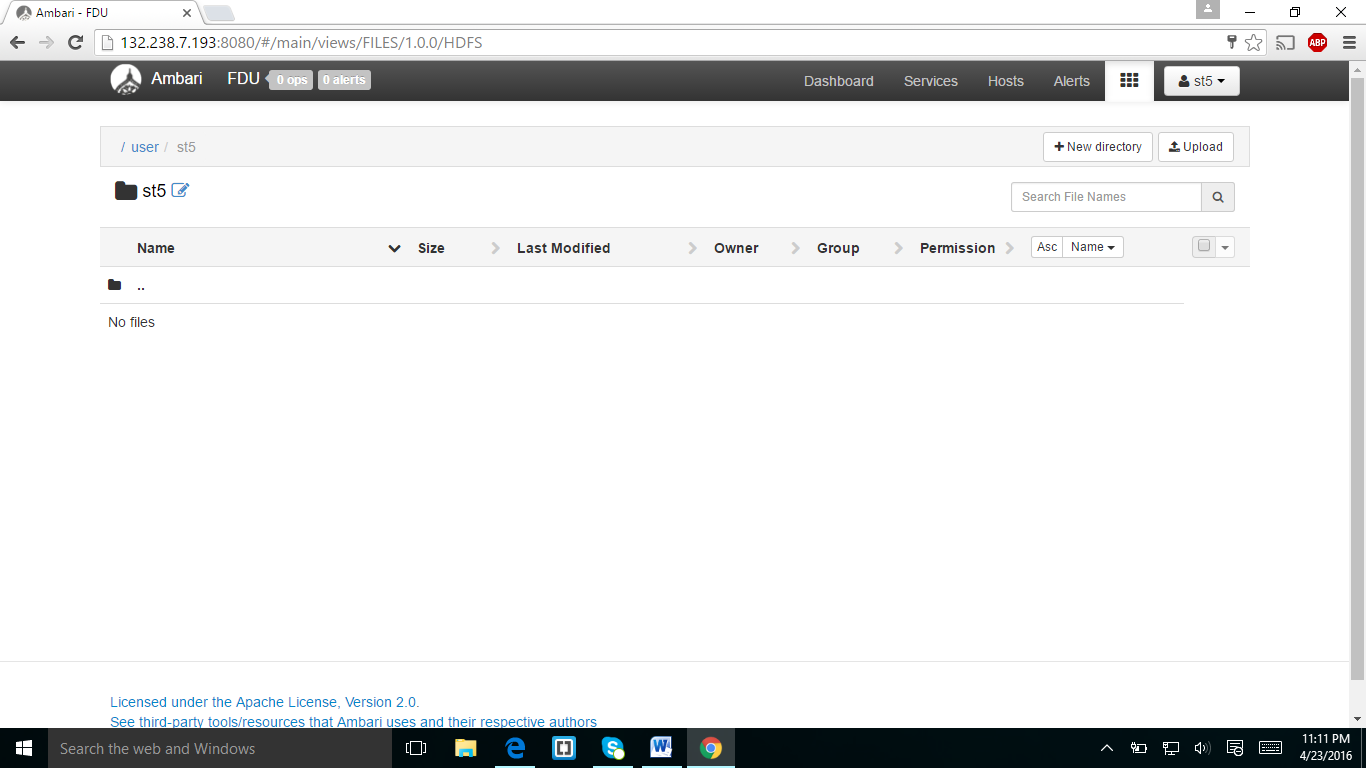 Ambari - FDU
132.238.7.193:8080/#/main/views/FILES/1.0.0/HDFS
ABP
Ambari FDU 0 ops 0 alerts Dashboard Services Hosts Alerts st5
/ user / st5 New directory Upload
st5 Search File Names
Name Size Last Modified Owner Group Permission Asc Name
..
No files
Licensed under the Apache License, Version 2.0.
See third-party tools/resources that Ambari uses and their respective authors
Search the web and Windows
11:11 PM
4/23/2016